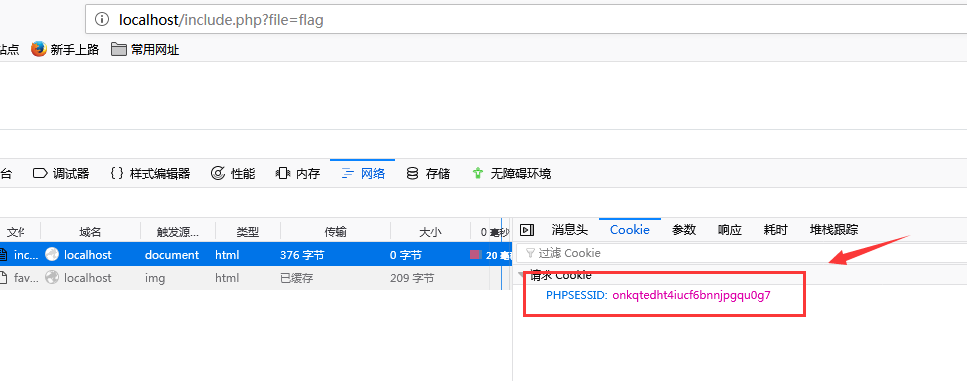 localhost/include.php?file=flag
站点 新手上路 常用网址
台 调试器 {} 样式编辑器 性能 内存 网络 存储 无障碍环境
文件 域名 触发源... 类型 传输 大小 0 毫秒
消息头 Cookie 参数 响应 耗时 堆栈跟踪
inc... localhost document html 376 字节 0 字节 20 毫秒
过滤 Cookie
fav... localhost img html 已缓存 209 字节
请求 Cookie
PHPSESSID: onkqtedht4iucf6bnnjpgqu0g7